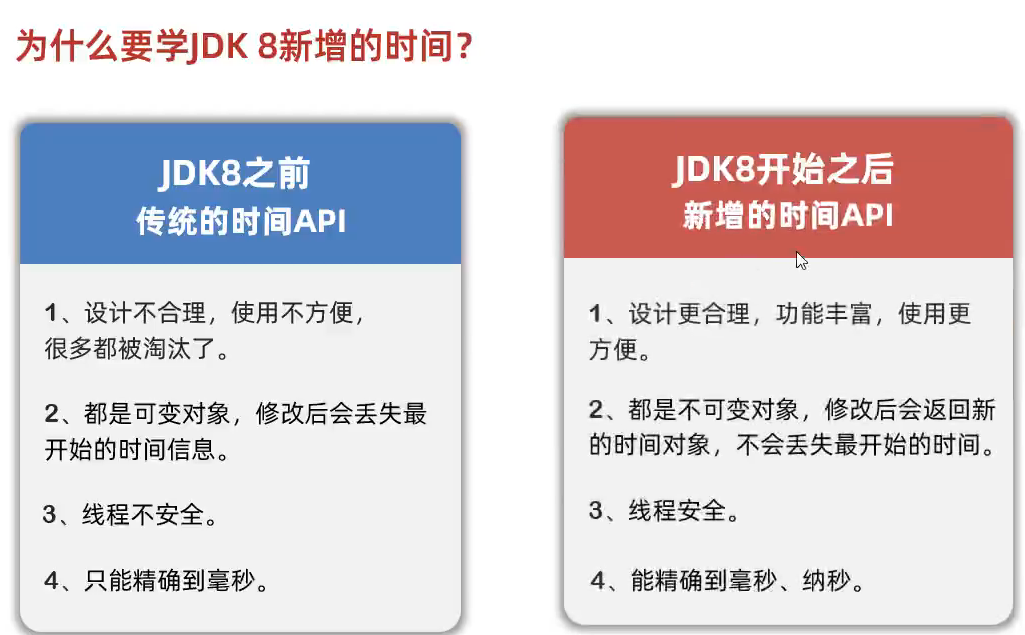 为什么要学JDK 8新增的时间？
JDK8之前
传统的时间API
1、设计不合理，使用不方便，
很多都被淘汰了。
2、都是可变对象，修改后会丢失最
开始的时间信息。
3、线程不安全。
4、只能精确到毫秒。
JDK8开始之后
新增的时间API
1、设计更合理，功能丰富，使用更
方便。
2、都是不可变对象，修改后会返回新
的时间对象，不会丢失最开始的时间。
3、线程安全。
4、能精确到毫秒、纳秒。